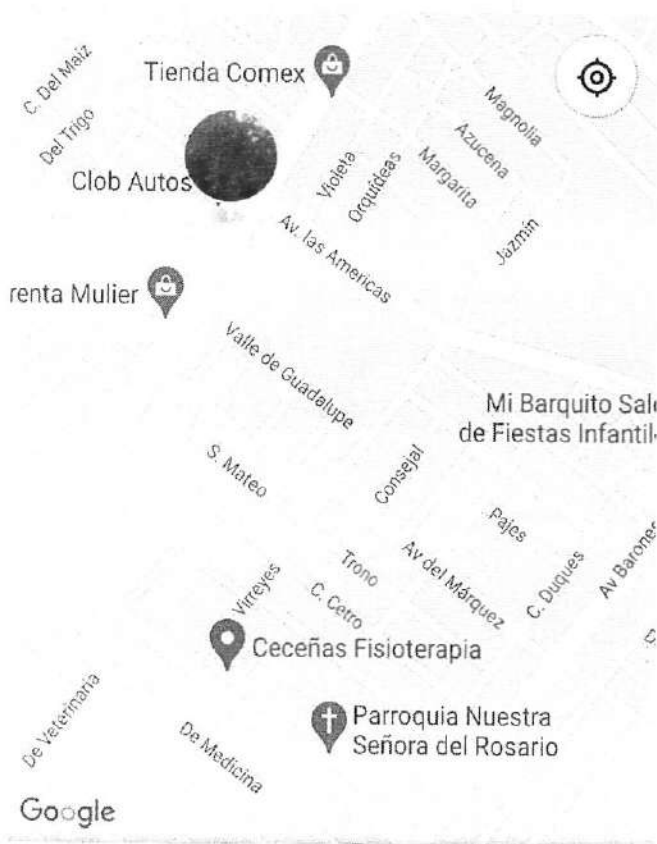 C. Del Maiz
Tienda Comex
Magnolia
Del Trigo
Azucena
Clob Autos
Violeta
Orquideas
Margarita
Jazmín
Av. las Americas
renta Mulier
Valle de Guadalupe
Mi Barquito Sal
de Fiestas Infantil
S. Mateo
Consejal
Pajes
Trono
Av del Márquez
Av Barones
C. Duques
Virreyes
C. Cetro
Ceceñas Fisioterapia
De Veterinaria
De Medicina
Parroquia Nuestra
Señora del Rosario
Google